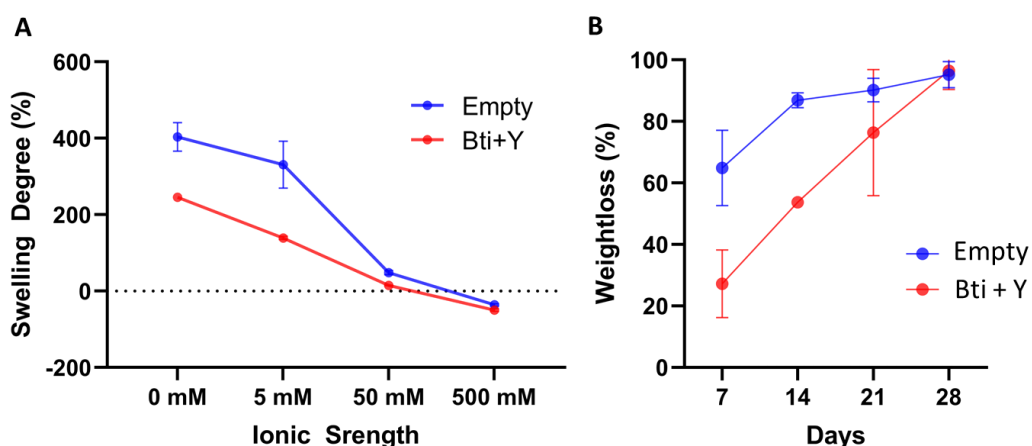 A
Swelling Degree (%)
600
400
200
0
-200
0 mM
5 mM
50 mM
500 mM
Ionic Srength
Empty
Bti+Y
B
Weightloss (%)
100
80
60
40
20
0
7
14
21
28
Days
Empty
Bti + Y